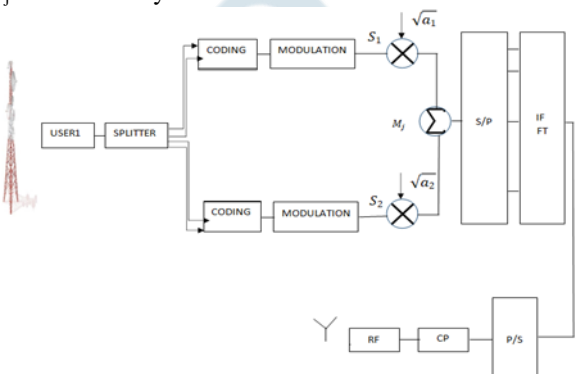 √a₁
S₁
CODING
MODULATION
USER1
SPLITTER
Mⱼ
Σ
S/P
IF
FT
√a₂
S₂
CODING
MODULATION
RF
CP
P/S